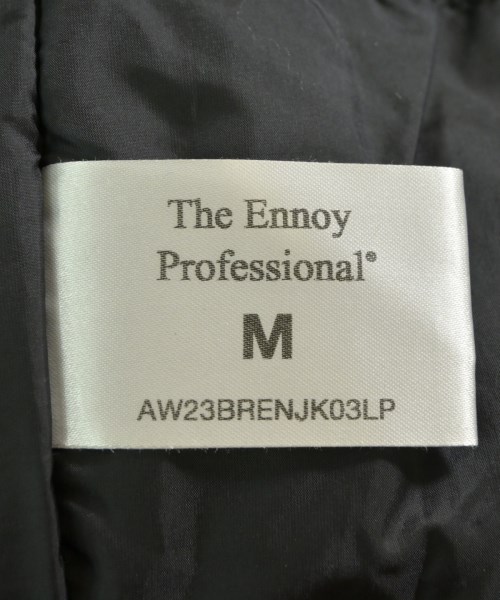 The Ennoy
Professional®
M
AW23BRENJK03LP